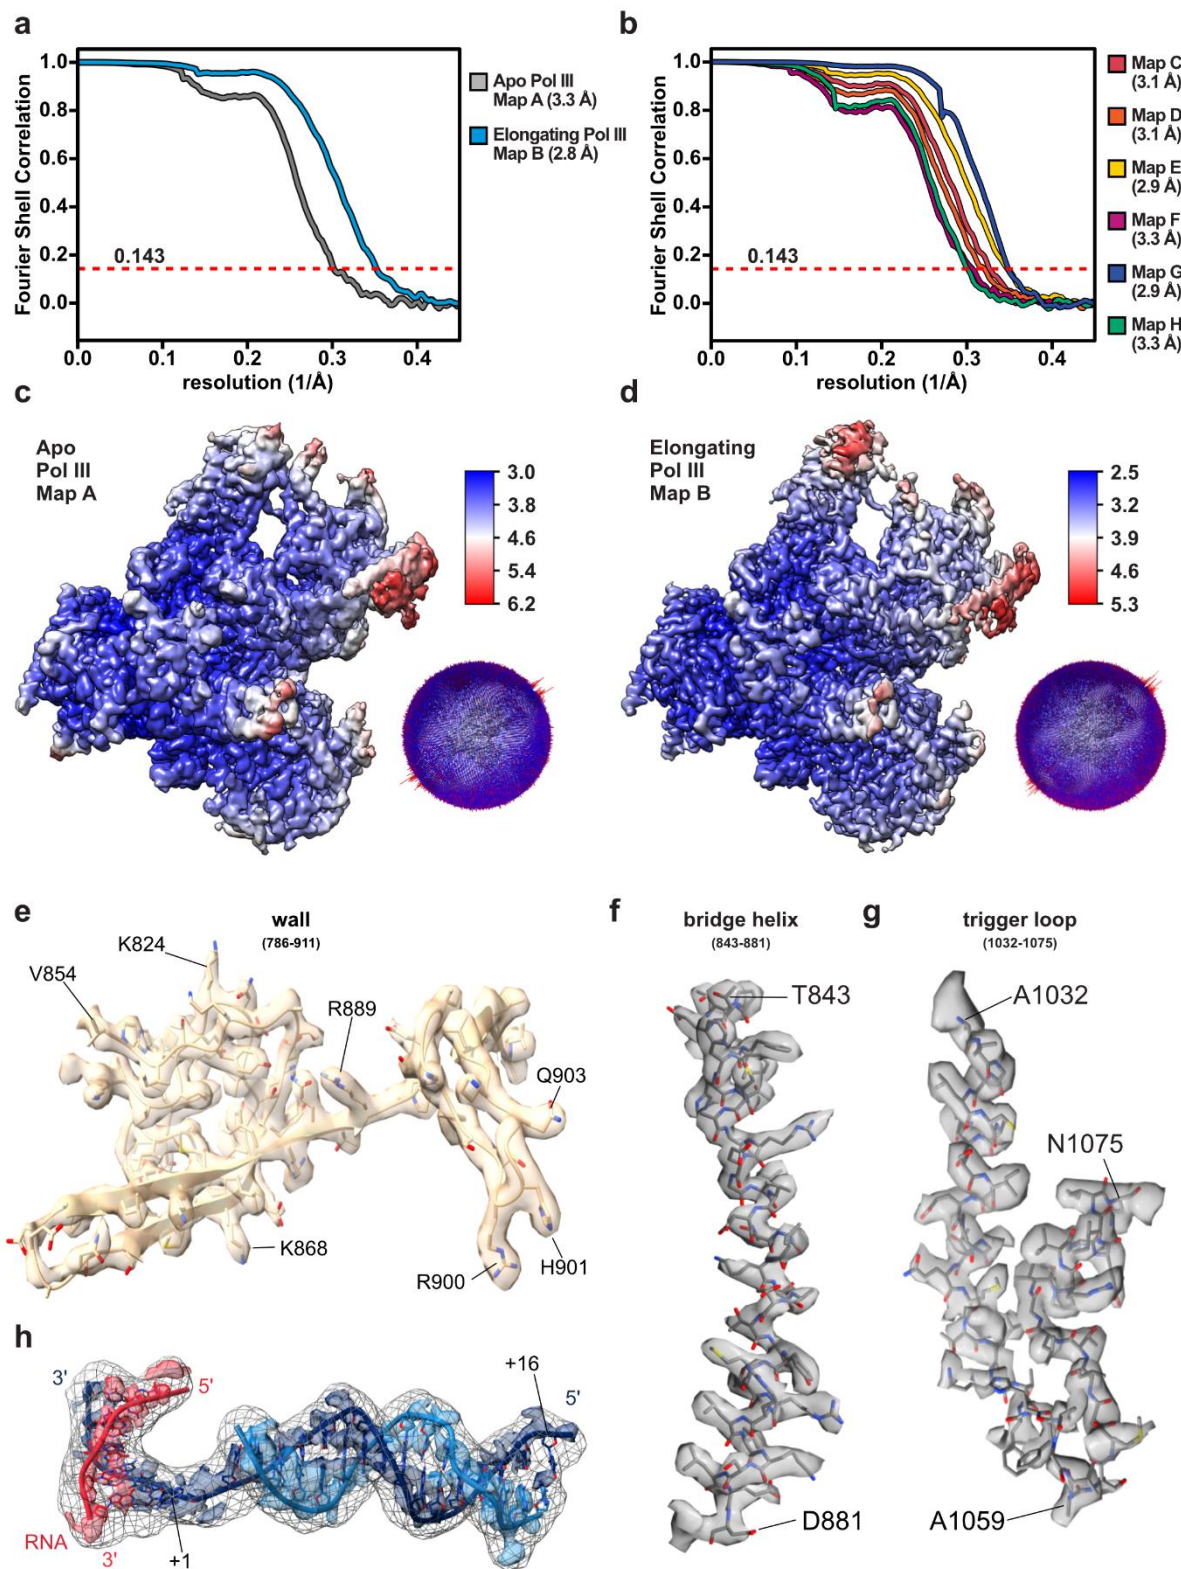 a
1.0
0.8
0.6
0.4
0.2
0.0
Fourier Shell Correlation
0.143
0.0
0.1
0.2
0.3
0.4
resolution (1/Å)
Apo Pol III
Map A (3.3 Å)
Elongating Pol III
Map B (2.8 Å)
b
1.0
0.8
0.6
0.4
0.2
0.0
Fourier Shell Correlation
0.143
0.0
0.1
0.2
0.3
0.4
resolution (1/Å)
Map C
(3.1 Å)
Map D
(3.1 Å)
Map E
(2.9 Å)
Map F
(3.3 Å)
Map G
(2.9 Å)
Map H
(3.3 Å)
c
Apo
Pol III
Map A
3.0
3.8
4.6
5.4
6.2
d
Elongating
Pol III
Map B
2.5
3.2
3.9
4.6
5.3
e
wall
(786-911)
K824
V854
R889
Q903
K868
R900
H901
f
bridge helix
(843-881)
T843
D881
g
trigger loop
(1032-1075)
A1032
N1075
A1059
h
3'
5'
+16
5'
RNA
3'
+1